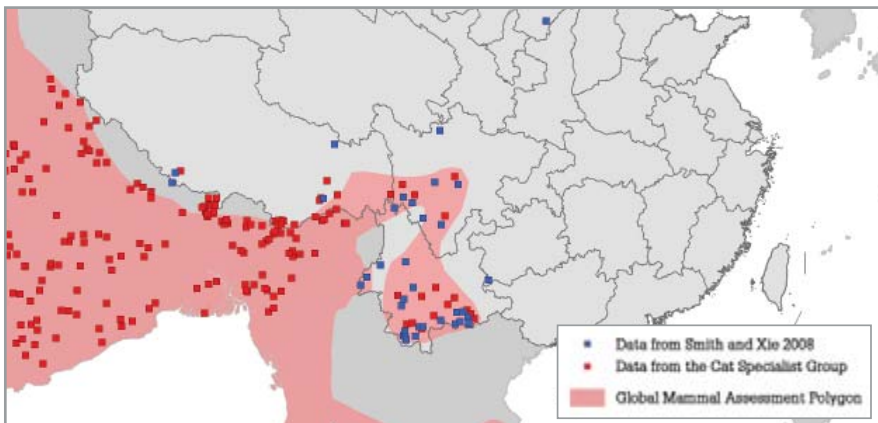 Data from Smith and Xie 2008
Data from the Cat Specialist Group
Global Mammal Assessment Polygon